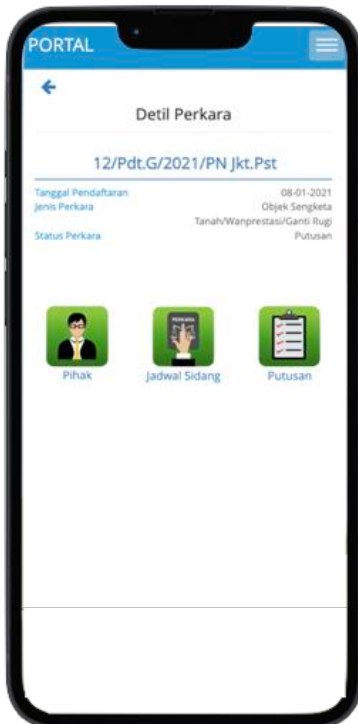 PORTAL
Detil Perkara
12/Pdt.G/2021/PN Jkt.Pst
Tanggal Pendaftaran 08-01-2021
Jenis Perkara Objek Sengketa
Tanah/Wanprestasi/Ganti Rugi
Status Perkara Putusan
PERKARA
Pihak Jadwal Sidang Putusan